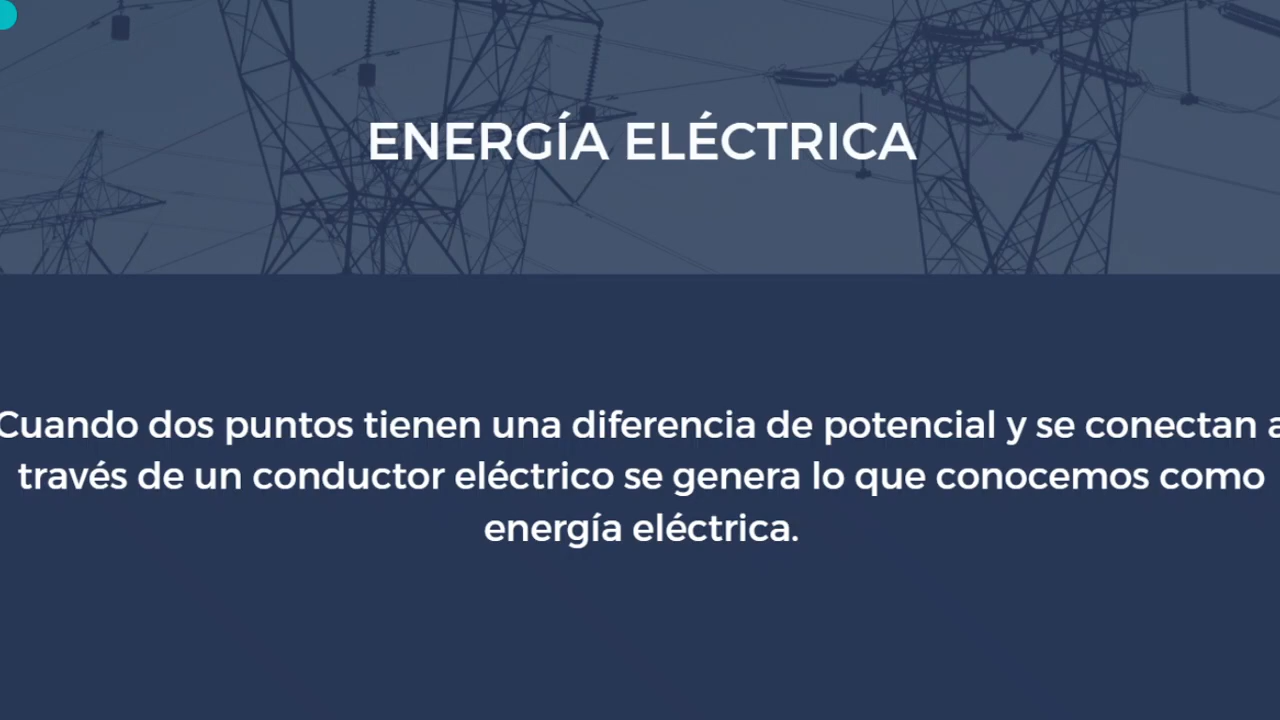 ENERGÍA ELÉCTRICA
Cuando dos puntos tienen una diferencia de potencial y se conectan a
través de un conductor eléctrico se genera lo que conocemos como
energía eléctrica.